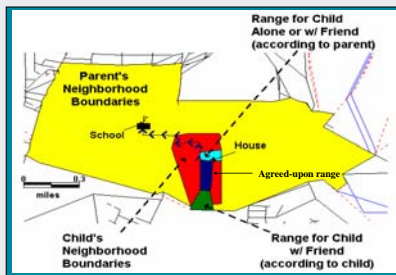 Range for Child
Alone or w/ Friend
(according to parent)
Parent's
Neighborhood
Boundaries
School
House
Agreed-upon range
0
0.3
miles
Child's
Neighborhood
Boundaries
Range for Child
w/ Friend
(according to child)